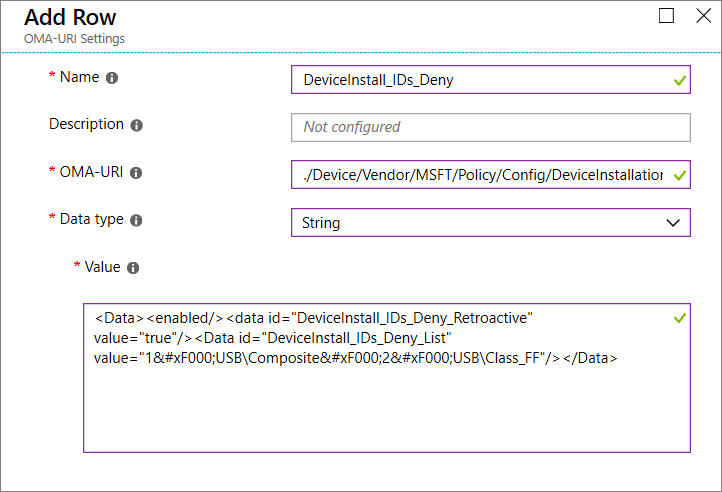 Add Row
OMA-URI Settings
* Name
DeviceInstall_IDs_Deny
Description
Not configured
* OMA-URI
./Device/Vendor/MSFT/Policy/Config/DeviceInstallation
* Data type
String
* Value
<Data><enabled/><data id="DeviceInstall_IDs_Deny_Retroactive"
value="true"/><Data id="DeviceInstall_IDs_Deny_List"
value="1&#xF000;USB\Composite&#xF000;2&#xF000;USB\Class_FF"/></Data>